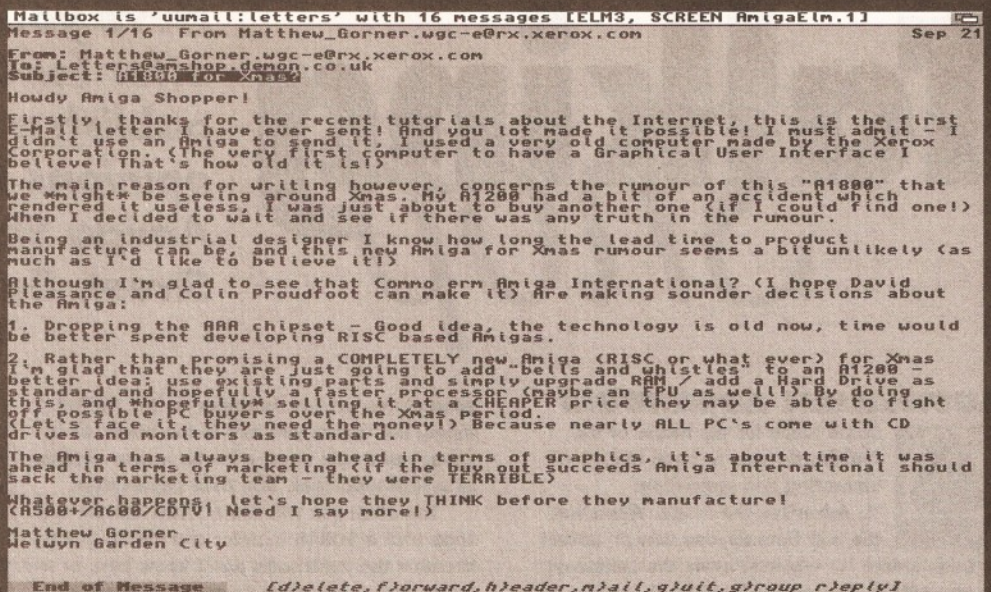 Mailbox is 'uumail:letters' with 16 messages [ELM3, SCREEN AmigaElm.1]
Message 1/16 From Matthew_Gorner.wgc-e@rx.xerox.com Sep 21
From: Matthew_Gorner.wgc-e@rx.xerox.com
To: Letters@amshop.demon.co.uk
Subject: A1800 for Xmas?
Howdy Amiga Shopper!
Firstly, thanks for the recent tutorials about the Internet, this is the first
E-Mail letter I have ever sent! And you lot made it possible! I must admit - I
didn't use an Amiga to send it, I used a very old computer made by the Xerox
Corporation. (The very first computer to have a Graphical User Interface I
believe! That's how old it is!)
The main reason for writing however, concerns the rumour of this "A1800" that
we *might* be seeing around Xmas. My A1200 had a bit of an accident which
rendered it useless, I was just about to buy another one (if I could find one!)
When I decided to wait and see if there was any truth in the rumour.
Being an industrial designer I know how long the lead time to product
manufacture can be, and this new Amiga for Xmas rumour seems a bit unlikely (as
much as I'd like to believe it!)
Although I'm glad to see that Commo erm Amiga International? (I hope David
Pleasance and Colin Proudfoot can make it) Are making sounder decisions about
the Amiga:
1. Dropping the AAA chipset - Good idea, the technology is old now, time would
be better spent developing RISC based Amigas.
2. Rather than promising a COMPLETELY new Amiga (RISC or what ever) for Xmas
I'm glad that they are just going to add "bells and whistles" to an A1200 -
better idea: use existing parts and simply upgrade RAM / add a Hard Drive as
standard and hopefully a faster processor (maybe an FPU as well!) By doing
this, and *hopefully* selling it at a CHEAPER price they may be able to fight
off possible PC buyers over the Xmas period.
(Let's face it, they need the money!) Because nearly ALL PC's come with CD
drives and monitors as standard.
The Amiga has always been ahead in terms of graphics, it's about time it was
ahead in terms of marketing (if the buy out succeeds Amiga International should
sack the marketing team - they were TERRIBLE)
Whatever happens, let's hope they THINK before they manufacture!
(A500+/A600/CDTV! Need I say more!)
Matthew Gorner
Welwyn Garden City
End of Message [d)elete,f)orward,h)eader,m)ail,q)uit,g)roup r)eply]